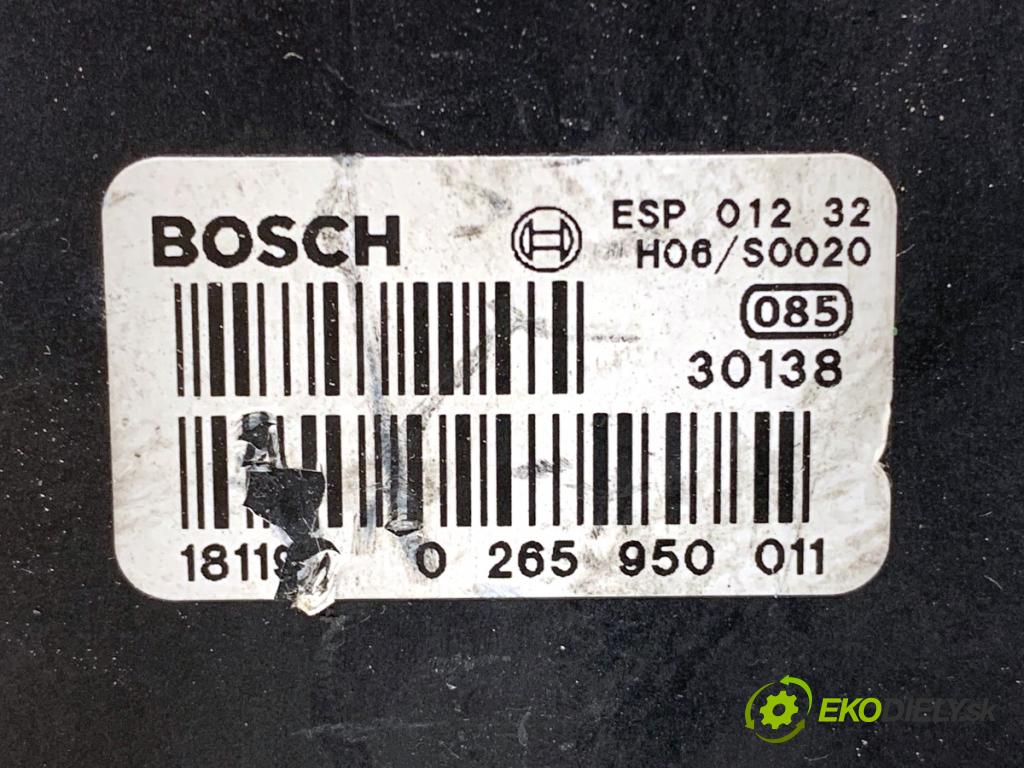 BOSCH
ESP 012 32
H06/S0020
085
30138
0 265 950 011
EKODIELY.sk